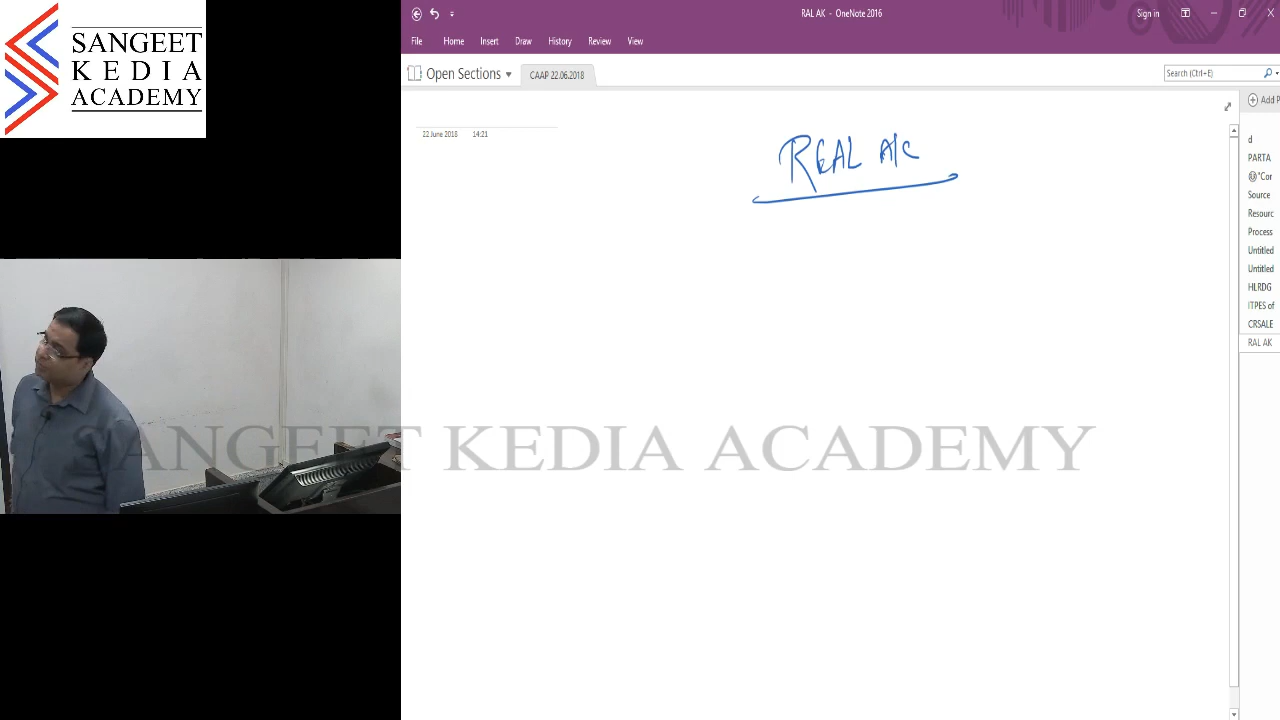 SANGEET
KEDIA
ACADEMY
RAL AK - OneNote 2016
Sign in
File
Home
Insert
Draw
History
Review
View
Open Sections
CAAP 22.06.2018
Search (Ctrl+E)
Add P
22 June 2018
14:21
REAL A/C
d
PARTA
"Cor
Source
Resourc
Process
Untitled
Untitled
HLRDG
ITPES of
CRSALE
RAL AK
SANGEET KEDIA ACADEMY